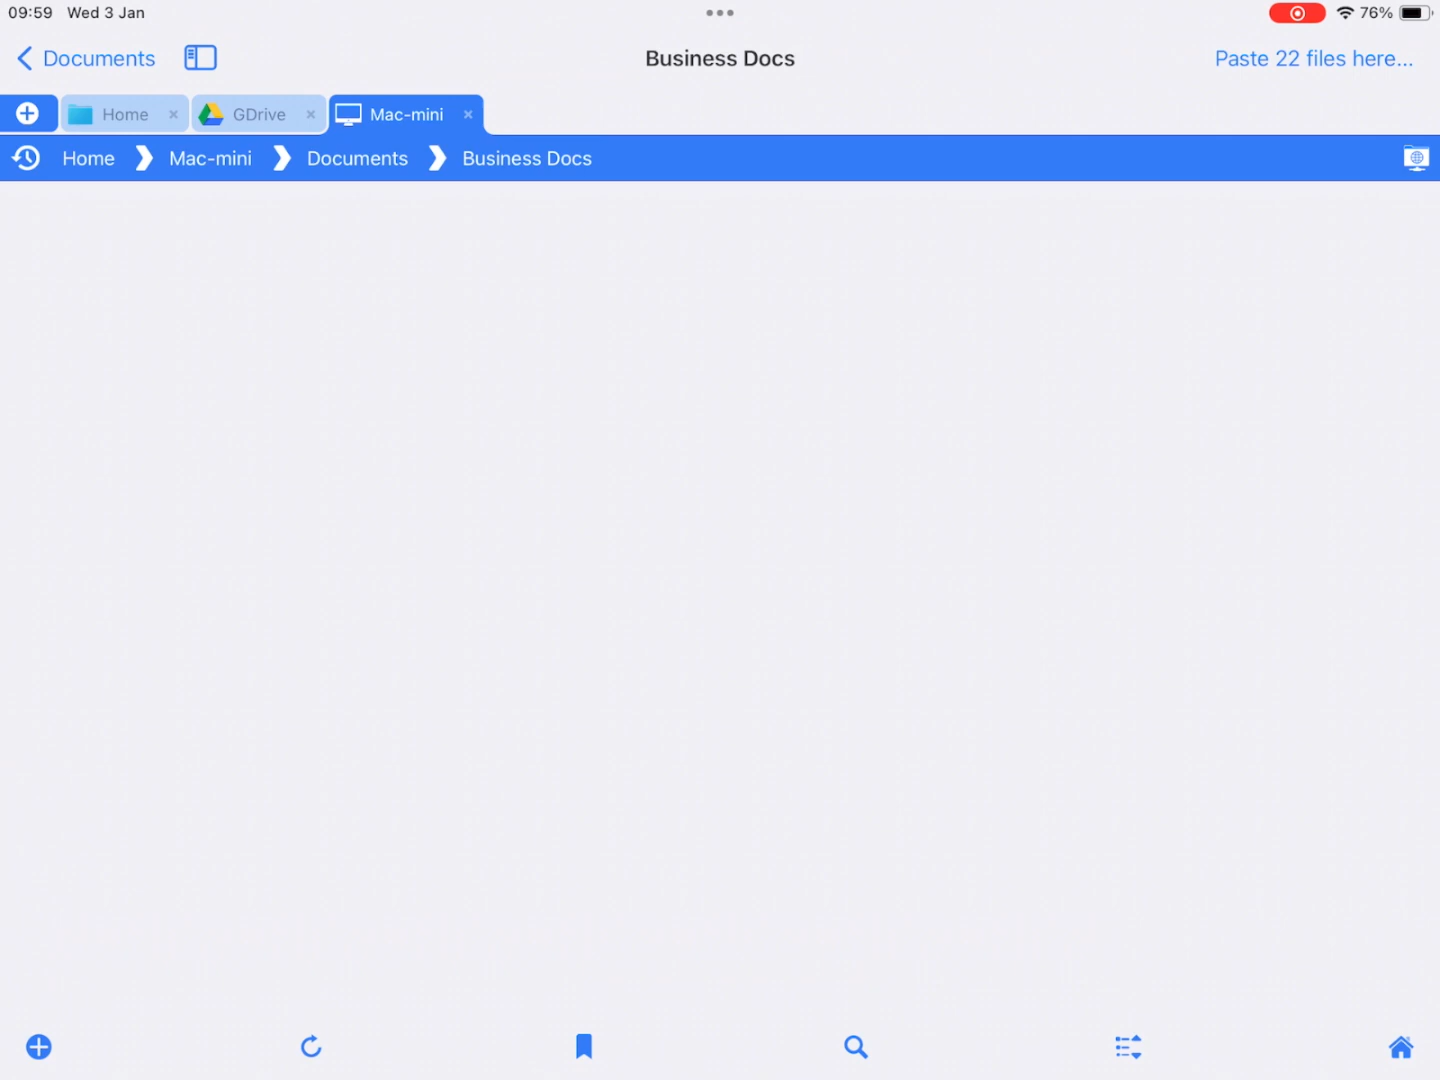 09:59 Wed 3 Jan
76%
Documents
Business Docs
Paste 22 files here...
Home
GDrive
Mac-mini
Home
Mac-mini
Documents
Business Docs